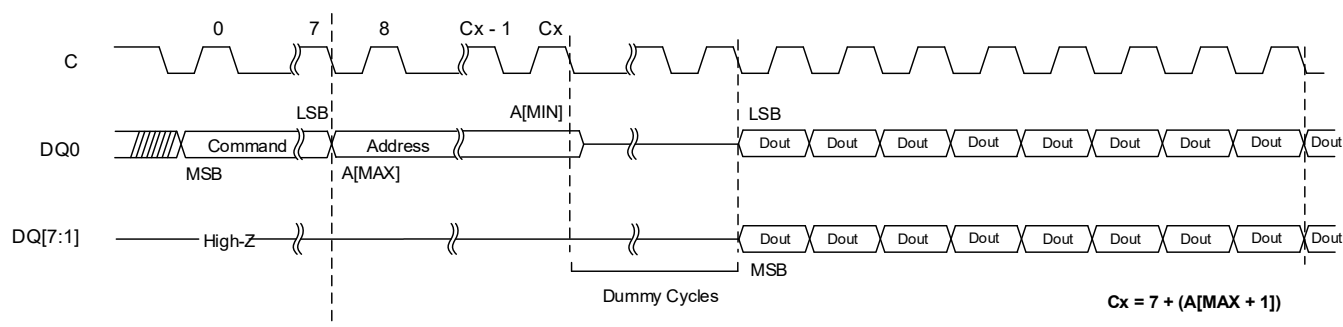 0 7 8 Cx - 1 Cx
C
LSB A[MIN] LSB
DQ0 Command Address Dout Dout Dout Dout Dout Dout Dout Dout Dout
MSB A[MAX]
DQ[7:1] High-Z Dout Dout Dout Dout Dout Dout Dout Dout Dout
MSB
Dummy Cycles
Cx = 7 + (A[MAX + 1])